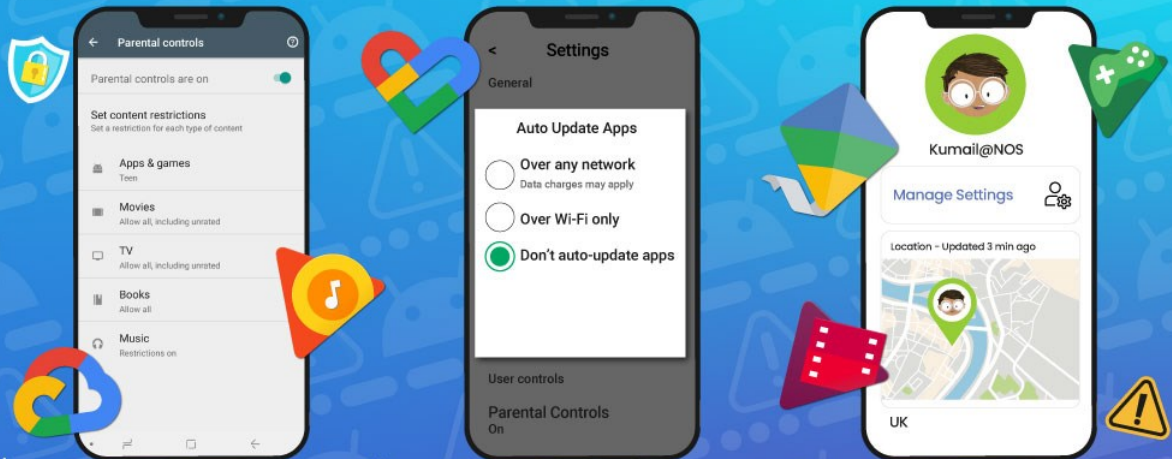 Parental controls
Parental controls are on
Set content restrictions
Set a restriction for each type of content
Apps & games
Teen
Movies
Allow all, including unrated
TV
Allow all, including unrated
Books
Allow all
Music
Restrictions on
Settings
General
Auto Update Apps
Over any network
Data charges may apply
Over Wi-Fi only
Don't auto-update apps
User controls
Parental Controls
On
Kumail@NOS
Manage Settings
Location - Updated 3 min ago
UK